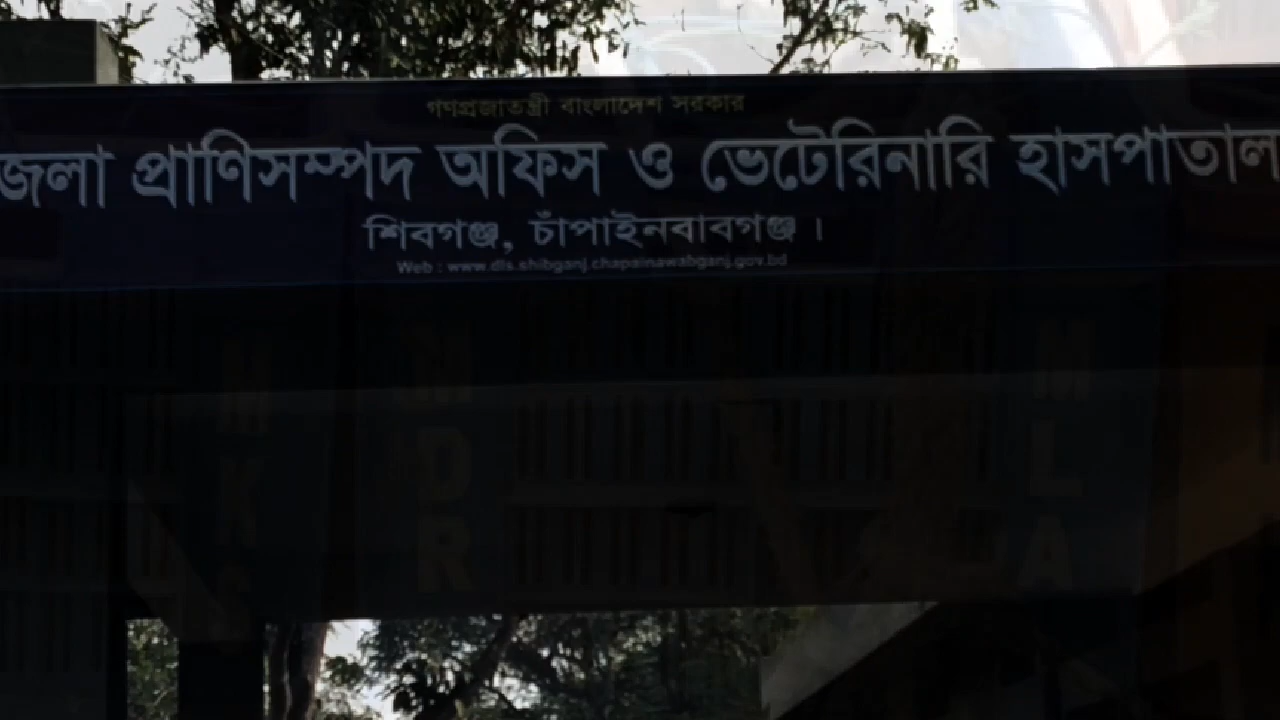 গণপ্রজাতন্ত্রী বাংলাদেশ সরকার
জেলা প্রাণিসম্পদ অফিস ও ভেটেরিনারি হাসপাতাল
শিবগঞ্জ, চাঁপাইনবাবগঞ্জ।
Web : www.dls.shibganj.chapainawabganj.gov.bd